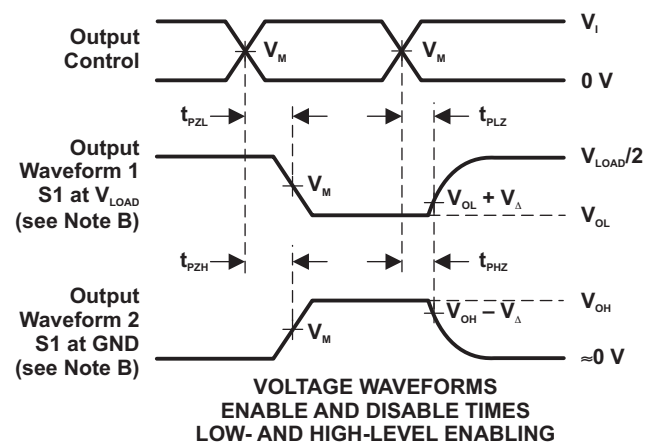 Output
Control
V_M
V_M
V_I
0 V
t_PZL
t_PLZ
Output
Waveform 1
S1 at V_LOAD
(see Note B)
V_M
V_OL + V_Δ
V_LOAD/2
V_OL
t_PZH
t_PHZ
Output
Waveform 2
S1 at GND
(see Note B)
V_M
V_OH – V_Δ
V_OH
≈0 V
VOLTAGE WAVEFORMS
ENABLE AND DISABLE TIMES
LOW- AND HIGH-LEVEL ENABLING